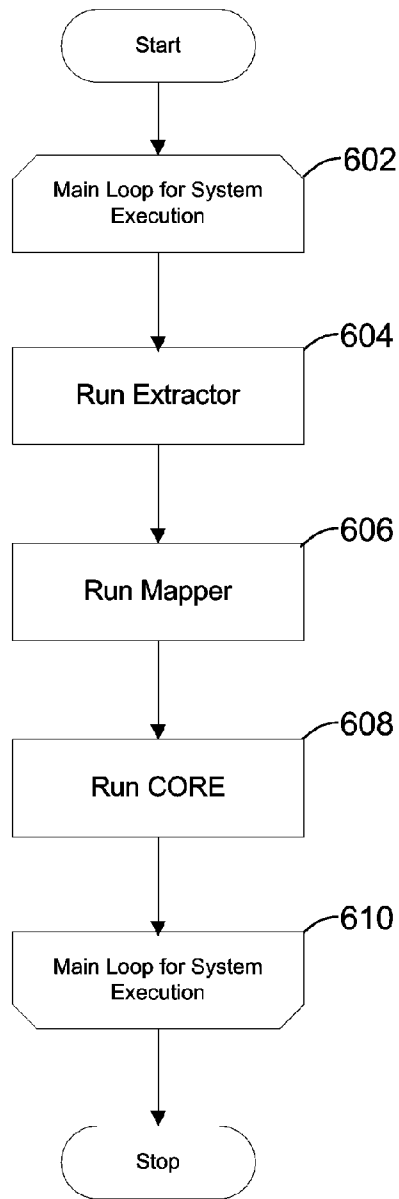 Start
602
Main Loop for System
Execution
604
Run Extractor
606
Run Mapper
608
Run CORE
610
Main Loop for System
Execution
Stop